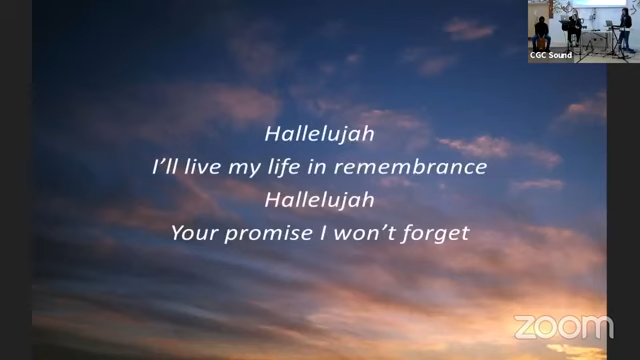 CGC Sound
Hallelujah
I'll live my life in remembrance
Hallelujah
Your promise I won't forget
zoom